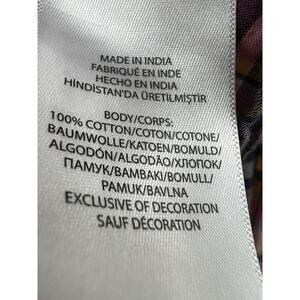 MADE IN INDIA
FABRIQUÉ EN INDE
HECHO EN INDIA
HİNDİSTAN'DA ÜRETİLMİŞTİR
BODY/CORPS:
100% COTTON/COTON/COTONE/
BAUMWOLLE/KATOEN/BOMULD/
ALGODÓN/ALGODÃO/ХЛОПОК/
ПАМУК/BAMBAKI/BOMULL/
PAMUK/BAVLNA
EXCLUSIVE OF DECORATION
SAUF DÉCORATION